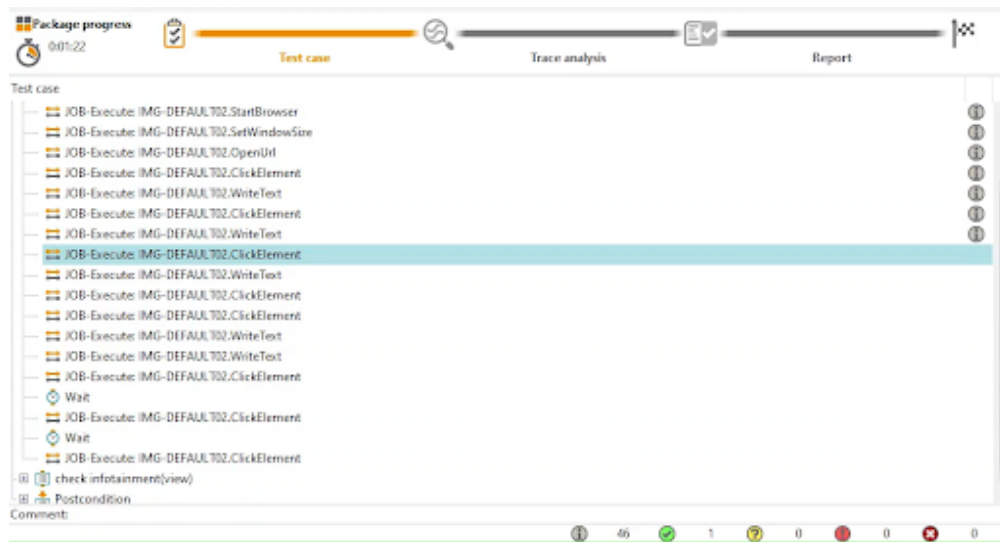 Package progress
0:01:22
Test case
Trace analysis
Report
Test case
JOB-Execute: IMG-DEFAULT02.StartBrowser
JOB-Execute: IMG-DEFAULT02.SetWindowSize
JOB-Execute: IMG-DEFAULT02.OpenUrl
JOB-Execute: IMG-DEFAULT02.ClickElement
JOB-Execute: IMG-DEFAULT02.WriteText
JOB-Execute: IMG-DEFAULT02.ClickElement
JOB-Execute: IMG-DEFAULT02.WriteText
JOB-Execute: IMG-DEFAULT02.ClickElement
JOB-Execute: IMG-DEFAULT02.WriteText
JOB-Execute: IMG-DEFAULT02.ClickElement
JOB-Execute: IMG-DEFAULT02.ClickElement
JOB-Execute: IMG-DEFAULT02.WriteText
JOB-Execute: IMG-DEFAULT02.WriteText
JOB-Execute: IMG-DEFAULT02.ClickElement
Wait
JOB-Execute: IMG-DEFAULT02.ClickElement
Wait
JOB-Execute: IMG-DEFAULT02.ClickElement
check infotainment(view)
Postcondition
Comment:
46 1 0 0 0